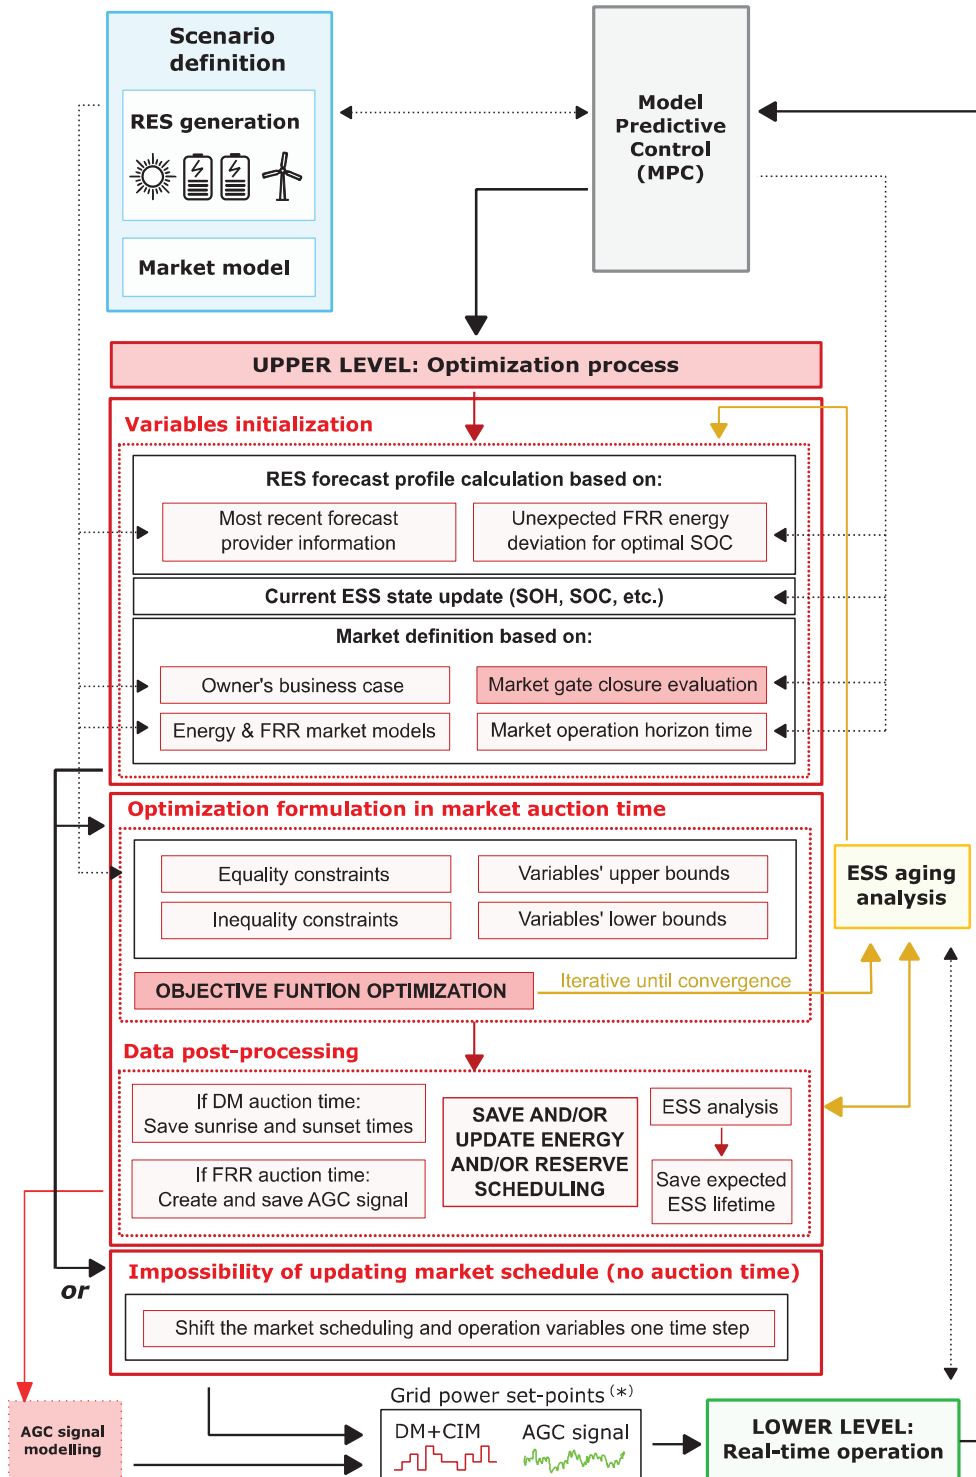 Scenario
definition
RES generation
Market model
Model
Predictive
Control
(MPC)
UPPER LEVEL: Optimization process
Variables initialization
RES forecast profile calculation based on:
Most recent forecast
provider information
Unexpected FRR energy
deviation for optimal SOC
Current ESS state update (SOH, SOC, etc.)
Market definition based on:
Owner's business case
Market gate closure evaluation
Energy & FRR market models
Market operation horizon time
Optimization formulation in market auction time
Equality constraints
Variables' upper bounds
Inequality constraints
Variables' lower bounds
OBJECTIVE FUNTION OPTIMIZATION
Iterative until convergence
ESS aging
analysis
Data post-processing
If DM auction time:
Save sunrise and sunset times
If FRR auction time:
Create and save AGC signal
SAVE AND/OR
UPDATE ENERGY
AND/OR RESERVE
SCHEDULING
ESS analysis
Save expected
ESS lifetime
or
Impossibility of updating market schedule (no auction time)
Shift the market scheduling and operation variables one time step
AGC signal
modelling
Grid power set-points (*)
DM+CIM
AGC signal
LOWER LEVEL:
Real-time operation